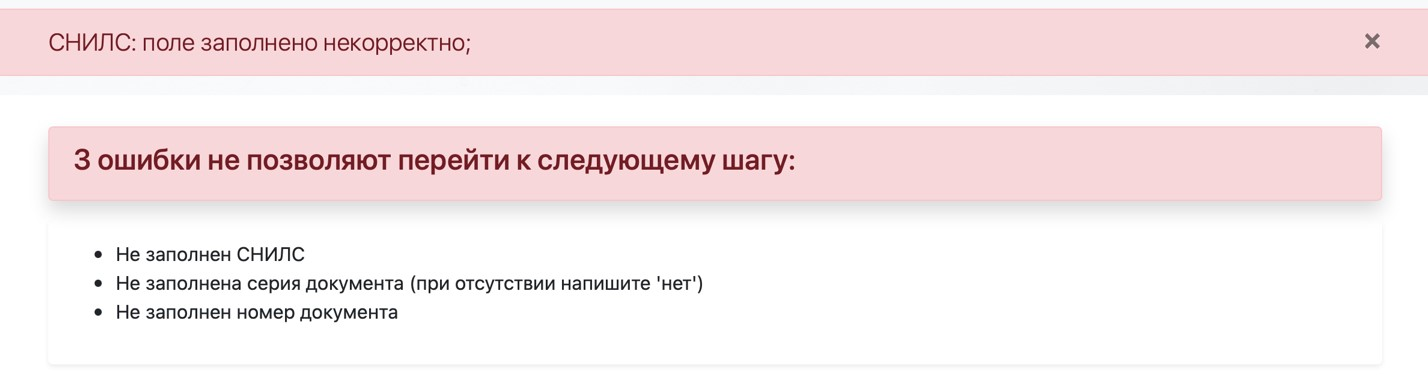 СНИЛС: поле заполнено некорректно;
3 ошибки не позволяют перейти к следующему шагу:
Не заполнен СНИЛС
Не заполнена серия документа (при отсутствии напишите 'нет')
Не заполнен номер документа